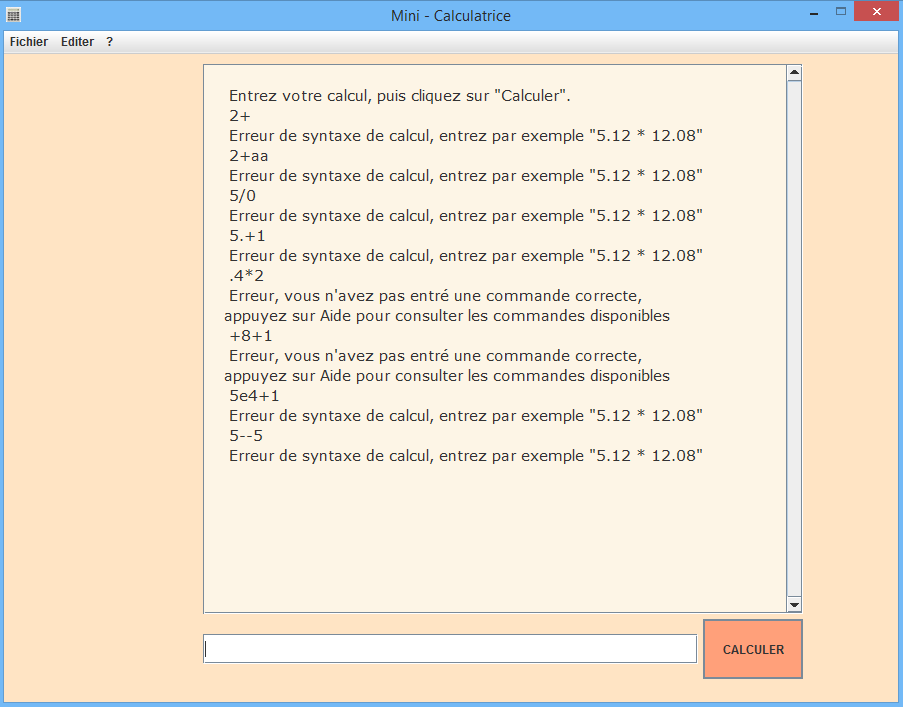 Mini - Calculatrice
Fichier Editer ?
Entrez votre calcul, puis cliquez sur "Calculer".
2+
Erreur de syntaxe de calcul, entrez par exemple "5.12 * 12.08"
2+aa
Erreur de syntaxe de calcul, entrez par exemple "5.12 * 12.08"
5/0
Erreur de syntaxe de calcul, entrez par exemple "5.12 * 12.08"
5.+1
Erreur de syntaxe de calcul, entrez par exemple "5.12 * 12.08"
.4*2
Erreur, vous n'avez pas entré une commande correcte,
appuyez sur Aide pour consulter les commandes disponibles
+8+1
Erreur, vous n'avez pas entré une commande correcte,
appuyez sur Aide pour consulter les commandes disponibles
5e4+1
Erreur de syntaxe de calcul, entrez par exemple "5.12 * 12.08"
5--5
Erreur de syntaxe de calcul, entrez par exemple "5.12 * 12.08"
CALCULER